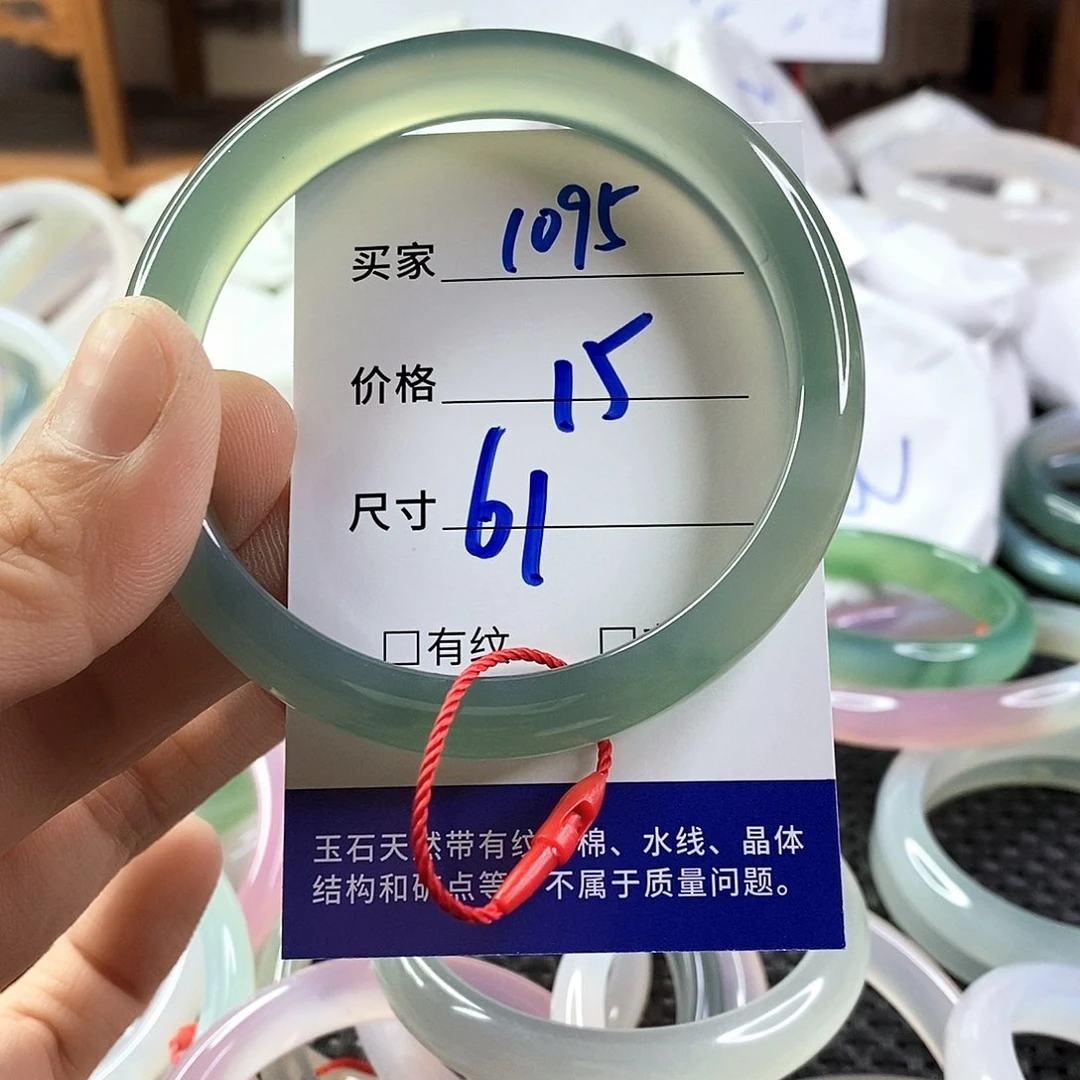 买家 1095
价格 15
尺寸 61
□有纹 □
玉石天然带有纹 棉、水线、晶体
结构和矿点等 不属于质量问题。